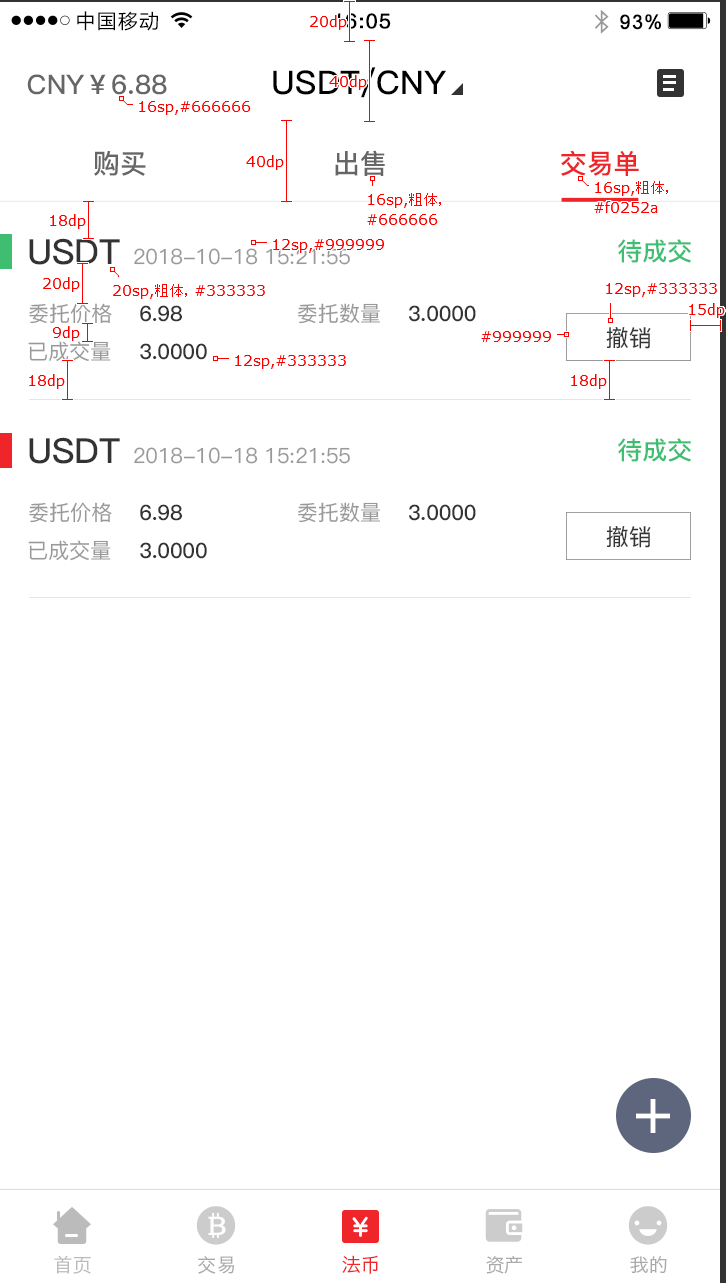 中国移动 20dp 16:05 93%
CNY ¥ 6.88 USDT/CNY 40dp
16sp,#666666
购买 40dp 出售 交易单
16sp,粗体,
#666666
16sp,粗体,
#f0252a
18dp
USDT 2018-10-18 15:21:55 待成交
12sp,#999999
20dp 20sp,粗体, #333333
12sp,#333333
15dp
委托价格 6.98 委托数量 3.0000
9dp #999999 撤销
已成交量 3.0000 12sp,#333333
18dp 18dp
USDT 2018-10-18 15:21:55 待成交
委托价格 6.98 委托数量 3.0000
撤销
已成交量 3.0000
首页 交易 法币 资产 我的